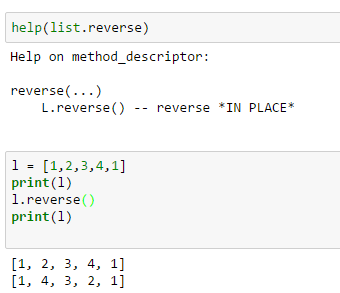 help(list.reverse)
Help on method_descriptor:
reverse(...)
L.reverse() -- reverse *IN PLACE*
l = [1,2,3,4,1]
print(l)
l.reverse()
print(l)
[1, 2, 3, 4, 1]
[1, 4, 3, 2, 1]